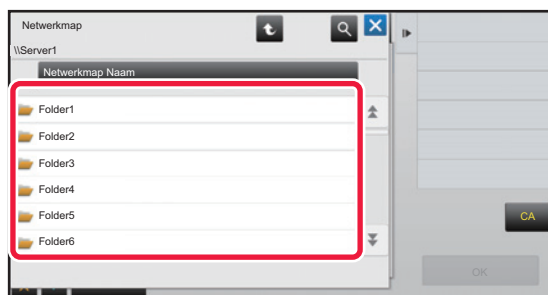 Netwerkmap
\\Server1
Netwerkmap Naam
Folder1
Folder2
Folder3
Folder4
Folder5
Folder6
CA
OK